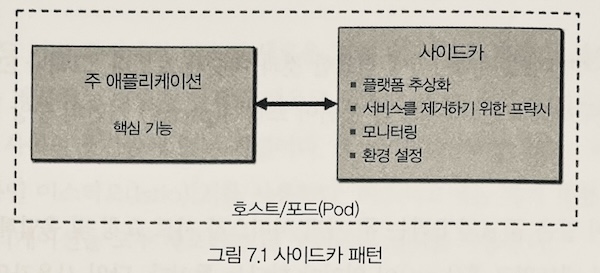 주 애플리케이션
핵심 기능
사이드카
▪ 플랫폼 추상화
▪ 서비스를 제거하기 위한 프락시
▪ 모니터링
▪ 환경 설정
호스트/포드(Pod)
그림 7.1 사이드카 패턴